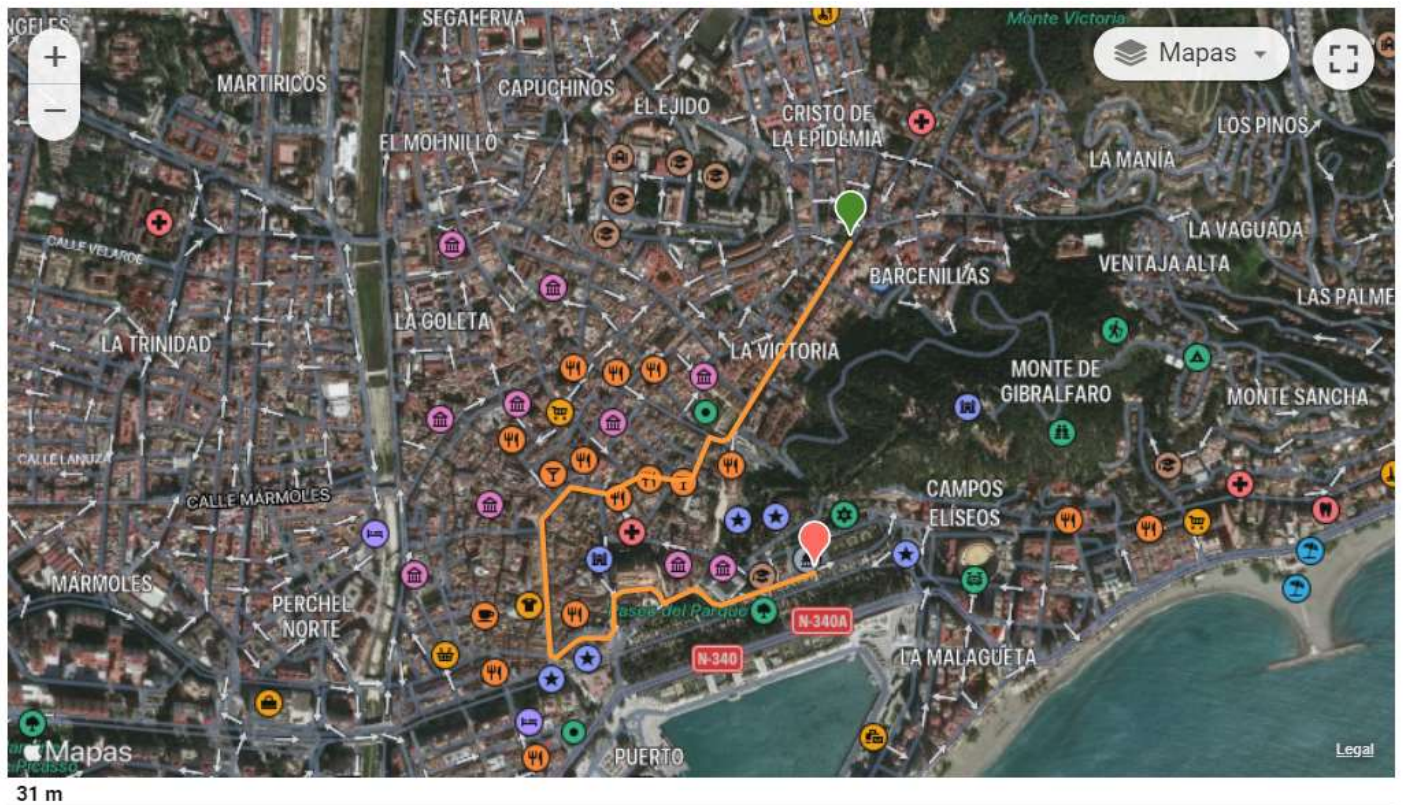 SEGALERVA
Monte Victoria
Mapas
MARTIRICOS
CAPUCHINOS
EL EJIDO
CRISTO DE
LA EPIDEMIA
LOS PINOS
EL MOLINILLO
LA MANÍA
CALLE VELARDE
LA VAGUADA
BARCENILLAS
VENTAJA ALTA
LAS PALME
LA GOLETA
LA TRINIDAD
LA VICTORIA
MONTE DE
GIBRALFARO
MONTE SANCHA
CALLE LANUZA
CALLE MÁRMOLES
CAMPOS
ELÍSEOS
MÁRMOLES
PERCHEL
NORTE
Paseo del Parque
N-340A
N-340
LA MALAGUETA
PUERTO
Mapas
Picasso
Legal
31 m